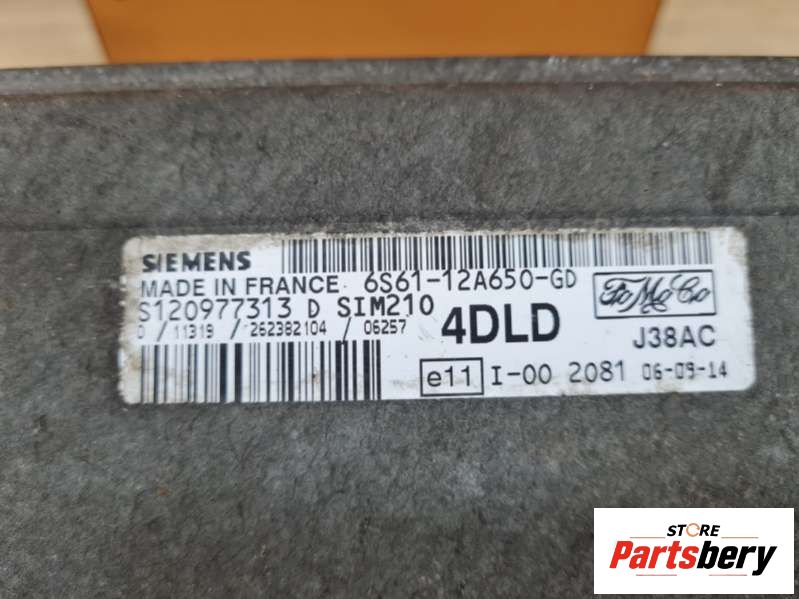 SIEMENS
MADE IN FRANCE 6S61-12A650-GD
S120977313 D SIM210
0 / 11319 / 262382104 / 06257
4DLD
FoMoCo
J38AC
e11 I-00 2081 06-09-14
STORE
Partsbery